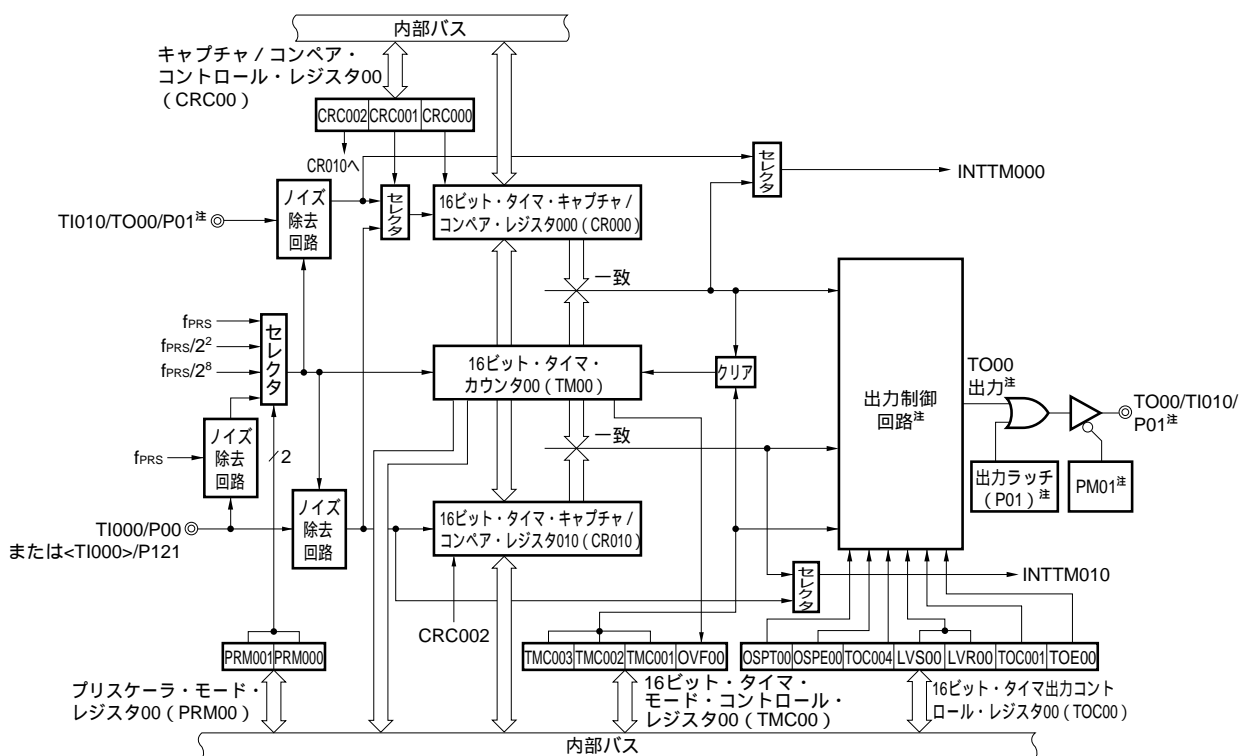 内部バス
キャプチャ / コンペア・
コントロール・レジスタ00
（CRC00）
CRC002 CRC001 CRC000
CR010へ
セレクタ
INTTM000
ノイズ
除去
回路
セレクタ
16ビット・タイマ・キャプチャ /
コンペア・レジスタ000（CR000）
TI010/TO00/P01注
一致
fPRS
fPRS/2²
fPRS/2⁸
セレクタ
16ビット・タイマ・
カウンタ00（TM00）
クリア
出力制御
回路注
TO00
出力注
TO00/TI010/
P01注
出力ラッチ
（P01）注
PM01注
fPRS
ノイズ
除去
回路
2
一致
TI000/P00
または<TI000>/P121
ノイズ
除去
回路
16ビット・タイマ・キャプチャ /
コンペア・レジスタ010（CR010）
セレクタ
INTTM010
CRC002
PRM001 PRM000
TMC003 TMC002 TMC001 OVF00
OSPT00 OSPE00 TOC004 LVS00 LVR00 TOC001 TOE00
プリスケーラ・モード・
レジスタ00（PRM00）
16ビット・タイマ・
モード・コントロール・
レジスタ00（TMC00）
16ビット・タイマ出力コント
ロール・レジスタ00（TOC00）
内部バス